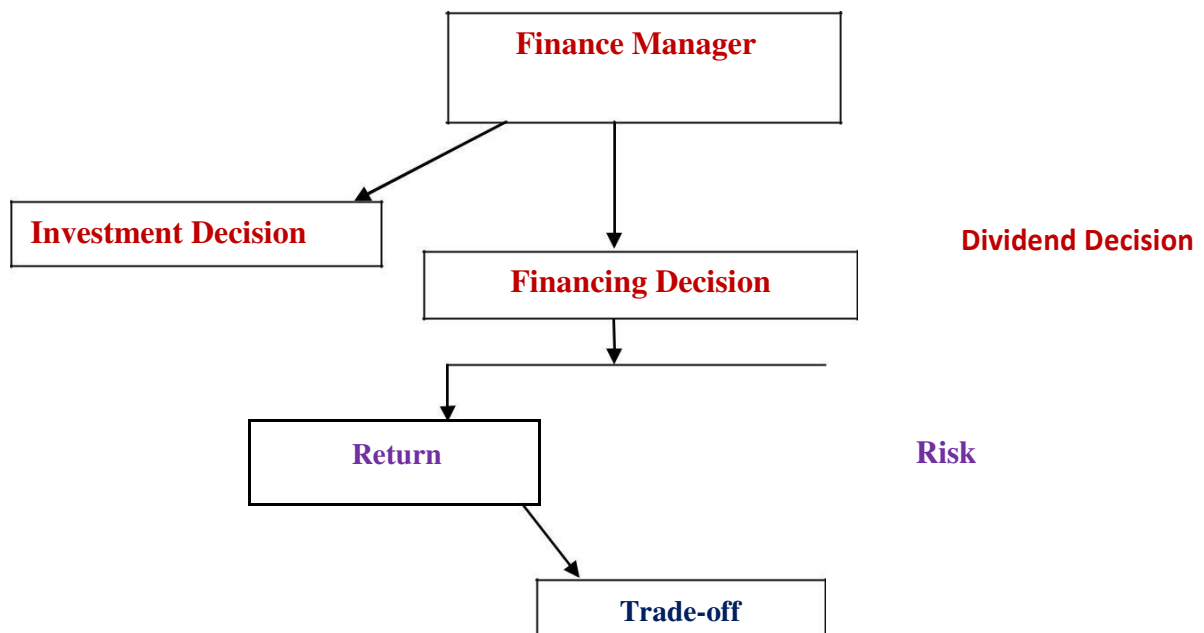 Finance Manager
Investment Decision
Dividend Decision
Financing Decision
Return
Risk
Trade-off